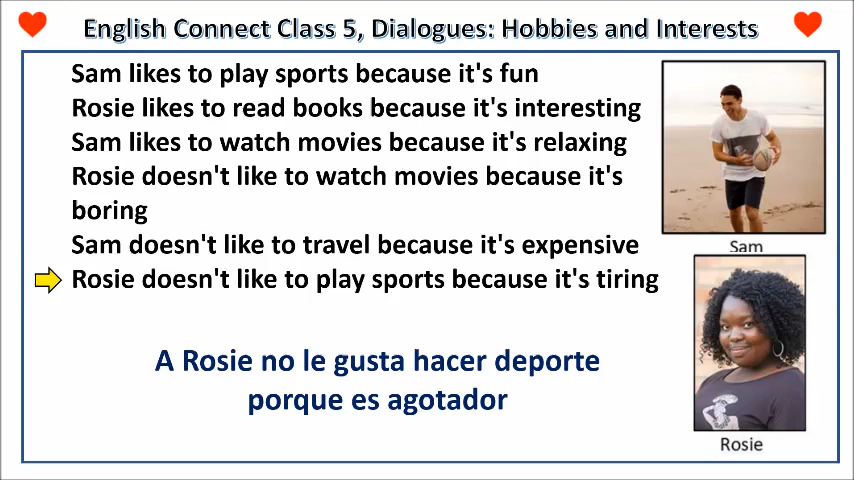 English Connect Class 5, Dialogues: Hobbies and Interests
Sam likes to play sports because it's fun
Rosie likes to read books because it's interesting
Sam likes to watch movies because it's relaxing
Rosie doesn't like to watch movies because it's
boring
Sam doesn't like to travel because it's expensive
Rosie doesn't like to play sports because it's tiring
A Rosie no le gusta hacer deporte
porque es agotador
Sam
Rosie